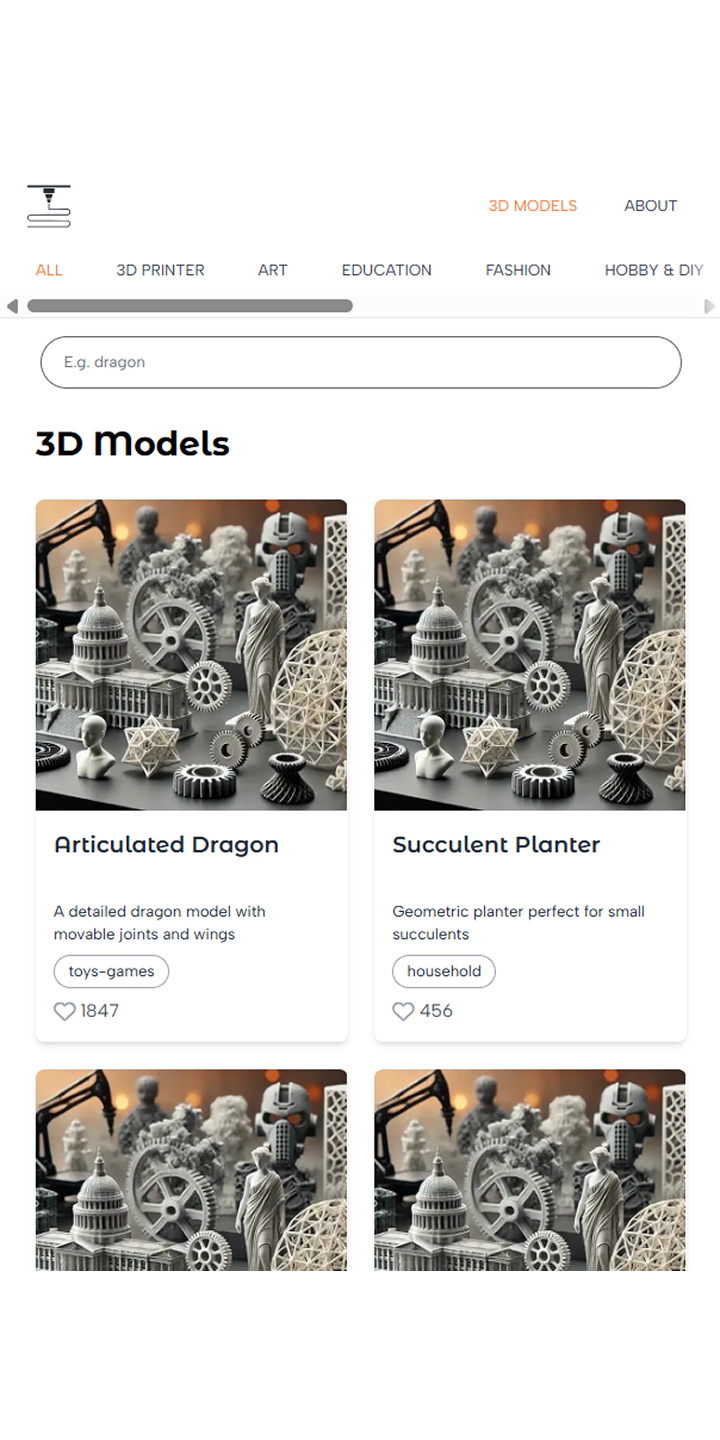 3D MODELS
ABOUT
ALL
3D PRINTER
ART
EDUCATION
FASHION
HOBBY & DIY
E.g. dragon
3D Models
Articulated Dragon
A detailed dragon model with
movable joints and wings
toys-games
1847
Succulent Planter
Geometric planter perfect for small
succulents
household
456